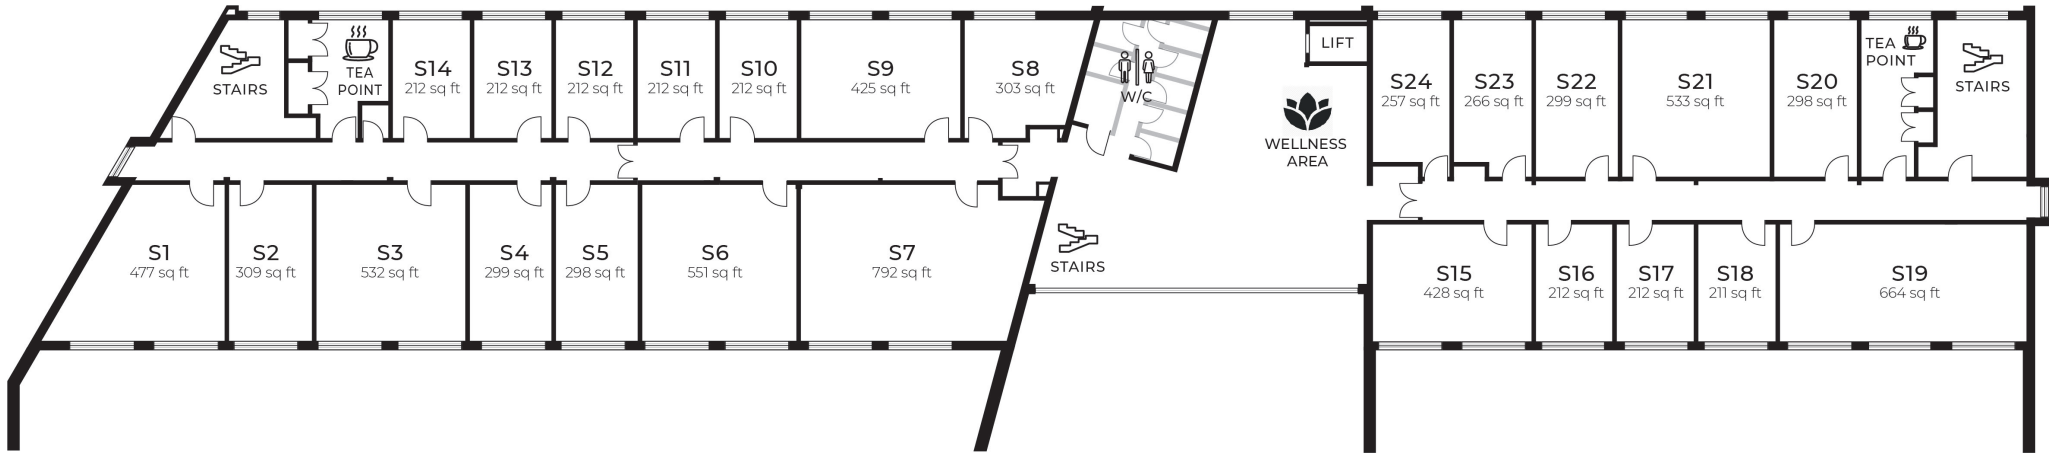 STAIRS
TEA
POINT
S14
212 sq ft
S13
212 sq ft
S12
212 sq ft
S11
212 sq ft
S10
212 sq ft
S9
425 sq ft
S8
303 sq ft
W/C
LIFT
WELLNESS
AREA
S24
257 sq ft
S23
266 sq ft
S22
299 sq ft
S21
533 sq ft
S20
298 sq ft
TEA
POINT
STAIRS
S1
477 sq ft
S2
309 sq ft
S3
532 sq ft
S4
299 sq ft
S5
298 sq ft
S6
551 sq ft
S7
792 sq ft
STAIRS
S15
428 sq ft
S16
212 sq ft
S17
212 sq ft
S18
211 sq ft
S19
664 sq ft